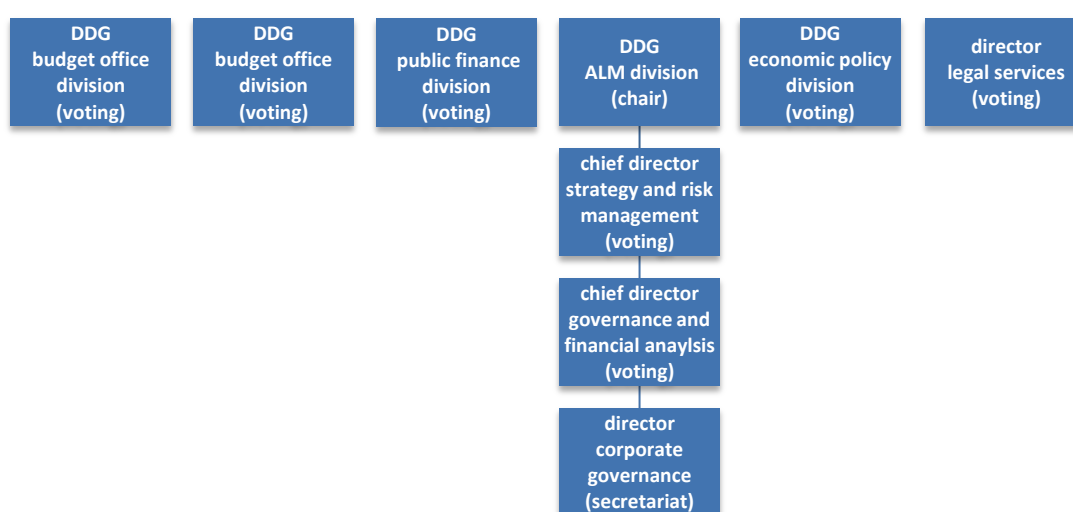 DDG
budget office
division
(voting)
DDG
budget office
division
(voting)
DDG
public finance
division
(voting)
DDG
ALM division
(chair)
DDG
economic policy
division
(voting)
director
legal services
(voting)
chief director
strategy and risk
management
(voting)
chief director
governance and
financial anaylsis
(voting)
director
corporate
governance
(secretariat)